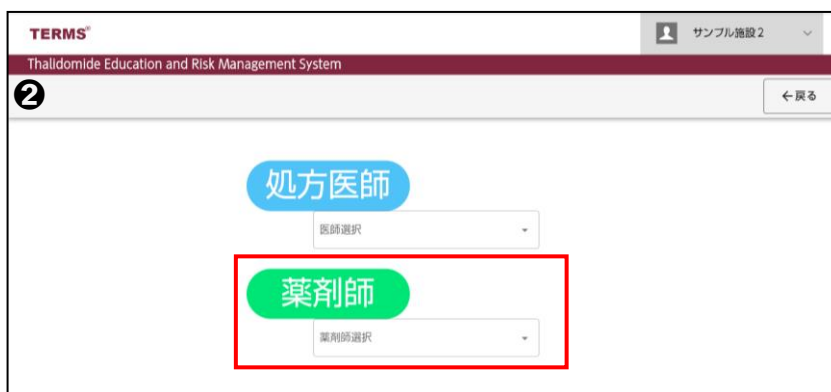 TERMS®
サンプル施設2
Thalidomide Education and Risk Management System
❷
←戻る
処方医師
医師選択
薬剤師
薬剤師選択